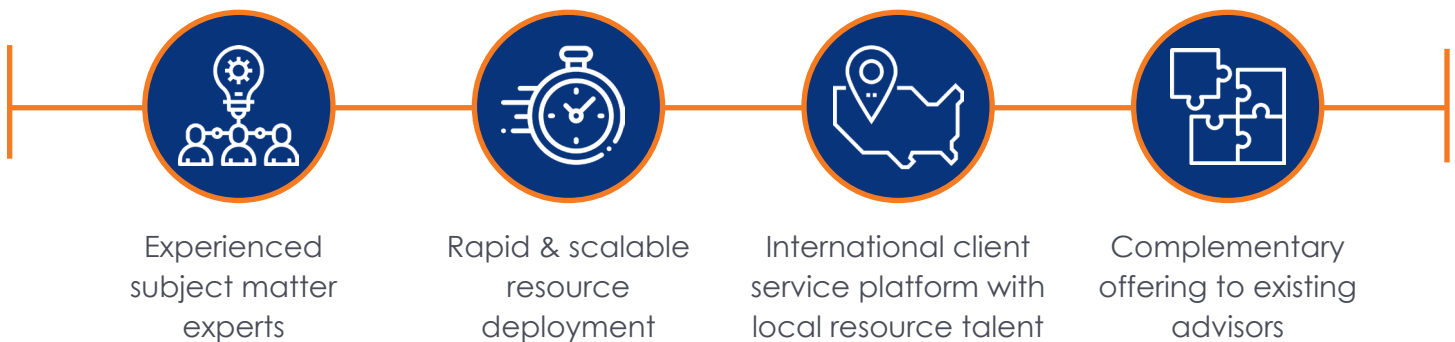 Experienced
subject matter
experts
Rapid & scalable
resource
deployment
International client
service platform with
local resource talent
Complementary
offering to existing
advisors